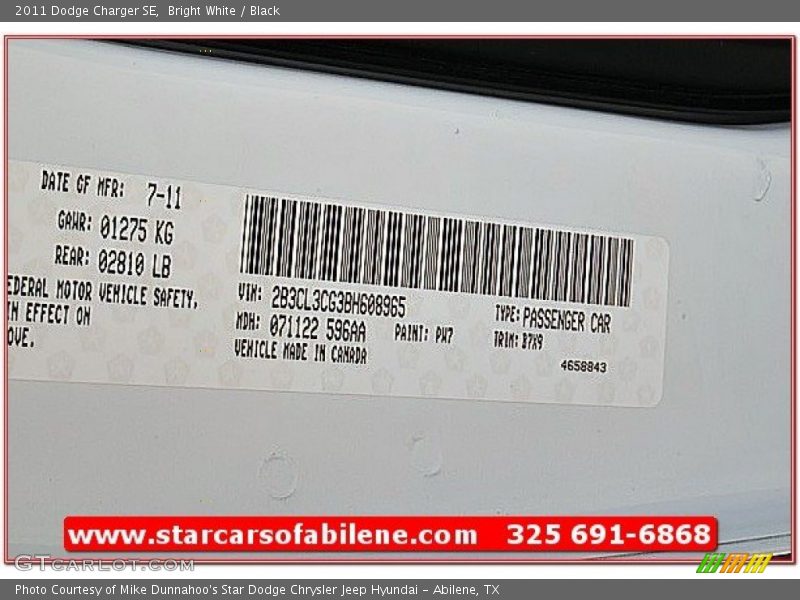 2011 Dodge Charger SE,  Bright White / Black
DATE OF MFR: 7-11
GAWR: 01275 KG
REAR: 02810 LB
EDERAL MOTOR VEHICLE SAFETY,
IN EFFECT ON
OVE.
VIN: 2B3CL3CG3BH608965
MDH: 071122 596AA PAINT: PW7
VEHICLE MADE IN CANADA
TYPE: PASSENGER CAR
TRIM: B7X9
4658843
www.starcarsofabilene.com 325 691-6868
GTCARLOT.COM
Photo Courtesy of Mike Dunnahoo's Star Dodge Chrysler Jeep Hyundai - Abilene, TX